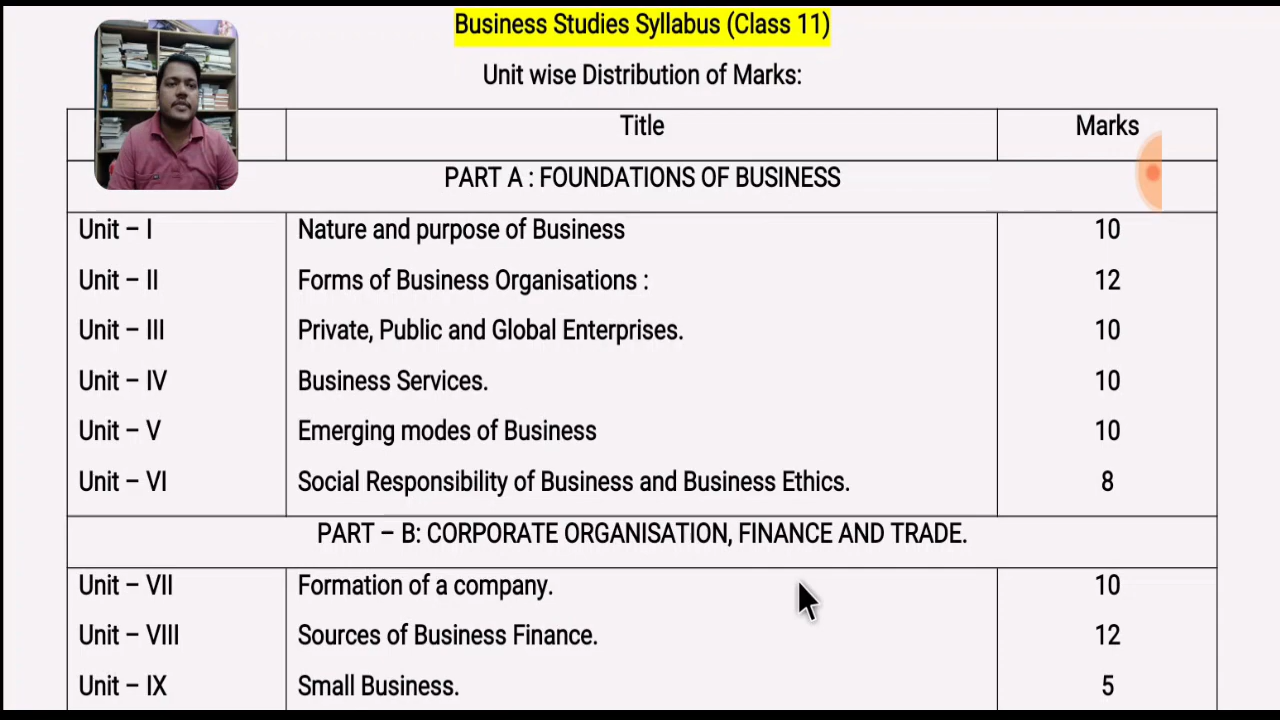 Business Studies Syllabus (Class 11)
Unit wise Distribution of Marks:
Title Marks
PART A : FOUNDATIONS OF BUSINESS
Unit – I Nature and purpose of Business 10
Unit – II Forms of Business Organisations : 12
Unit – III Private, Public and Global Enterprises. 10
Unit – IV Business Services. 10
Unit – V Emerging modes of Business 10
Unit – VI Social Responsibility of Business and Business Ethics. 8
PART – B: CORPORATE ORGANISATION, FINANCE AND TRADE.
Unit – VII Formation of a company. 10
Unit – VIII Sources of Business Finance. 12
Unit – IX Small Business. 5